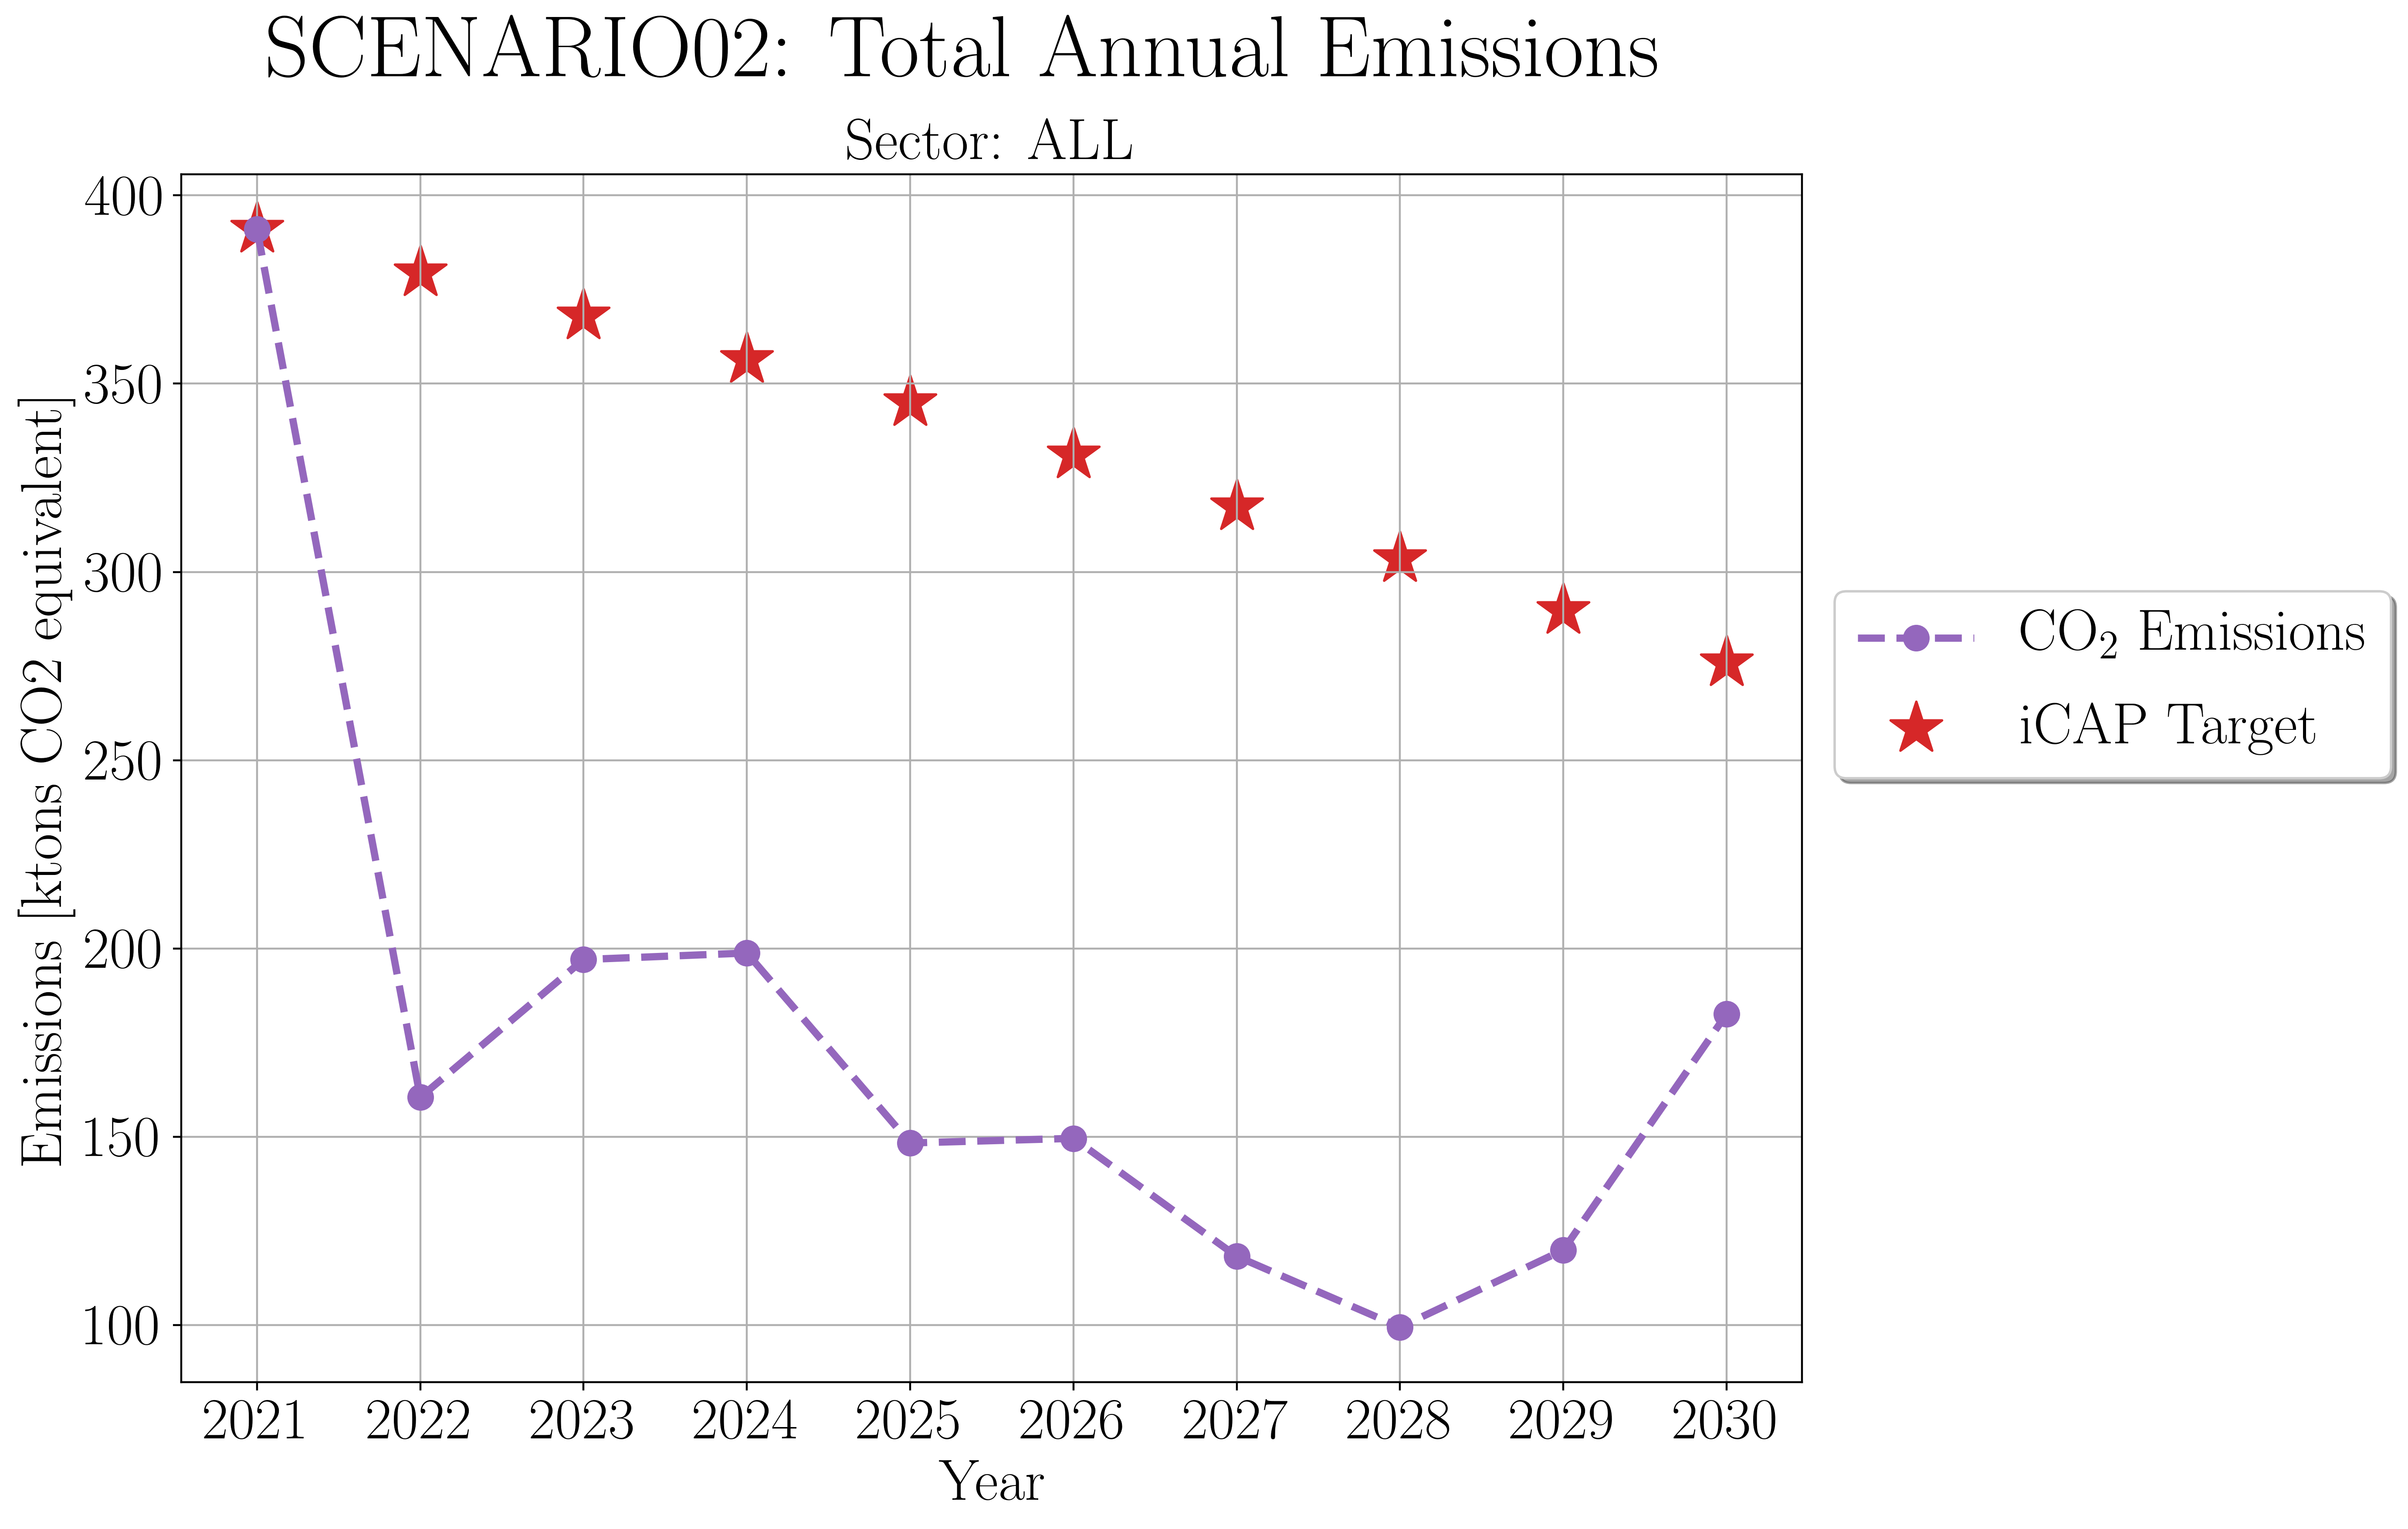 SCENARIO02: Total Annual Emissions
Sector: ALL
Emissions [ktons CO2 equivalent]
400
350
300
250
200
150
100
2021 2022 2023 2024 2025 2026 2027 2028 2029 2030
Year
CO₂ Emissions
iCAP Target